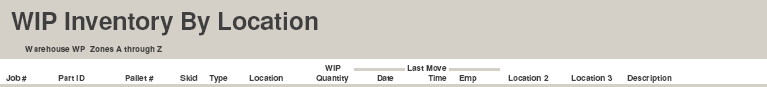 WIP Inventory By Location
Warehouse WP Zones A through Z
WIP Last Move
Job # Part ID Pallet # Skid Type Location Quantity Date Time Emp Location 2 Location 3 Description